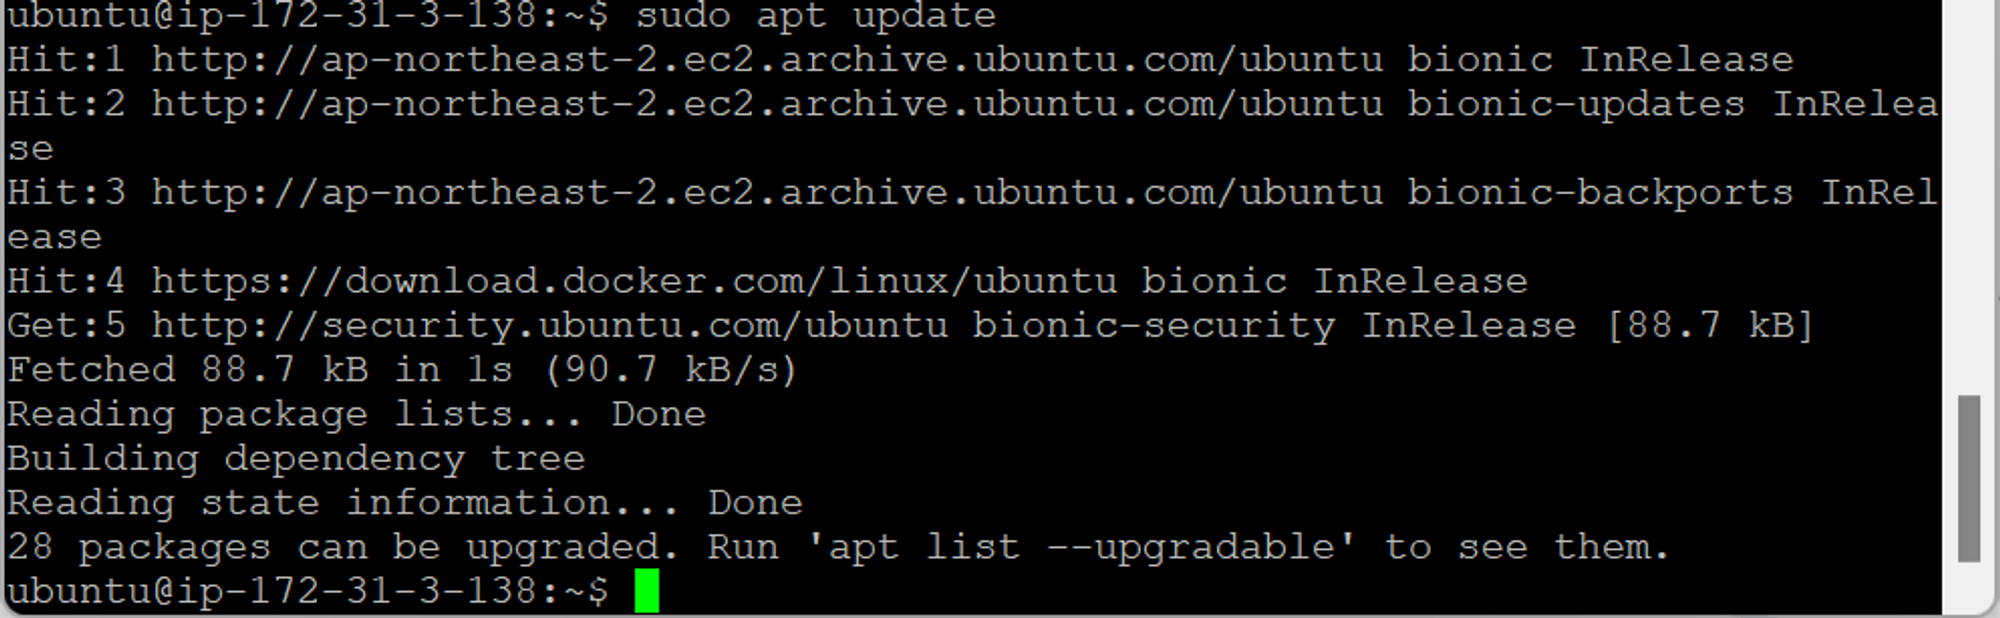 ubuntu@ip-172-31-3-138:~$ sudo apt update
Hit:1 http://ap-northeast-2.ec2.archive.ubuntu.com/ubuntu bionic InRelease
Hit:2 http://ap-northeast-2.ec2.archive.ubuntu.com/ubuntu bionic-updates InRelea
se
Hit:3 http://ap-northeast-2.ec2.archive.ubuntu.com/ubuntu bionic-backports InRel
ease
Hit:4 https://download.docker.com/linux/ubuntu bionic InRelease
Get:5 http://security.ubuntu.com/ubuntu bionic-security InRelease [88.7 kB]
Fetched 88.7 kB in 1s (90.7 kB/s)
Reading package lists... Done
Building dependency tree
Reading state information... Done
28 packages can be upgraded. Run 'apt list --upgradable' to see them.
ubuntu@ip-172-31-3-138:~$